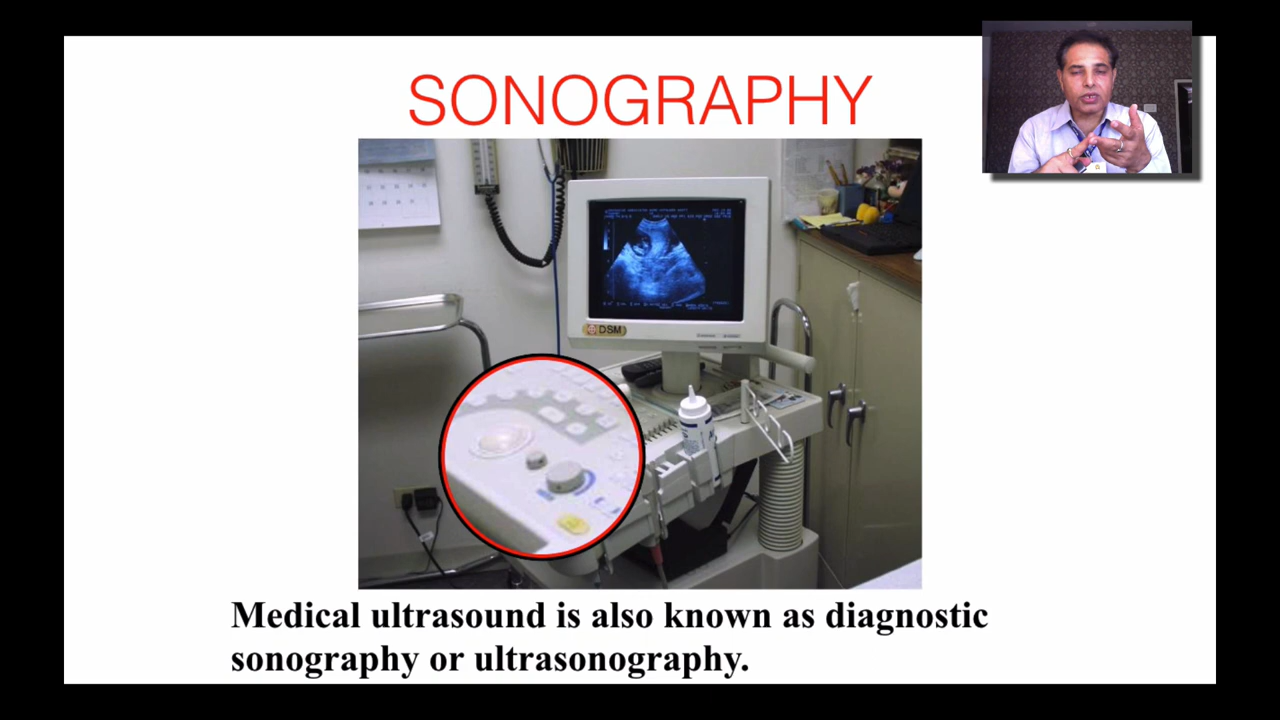 SONOGRAPHY
DSM
Medical ultrasound is also known as diagnostic
sonography or ultrasonography.